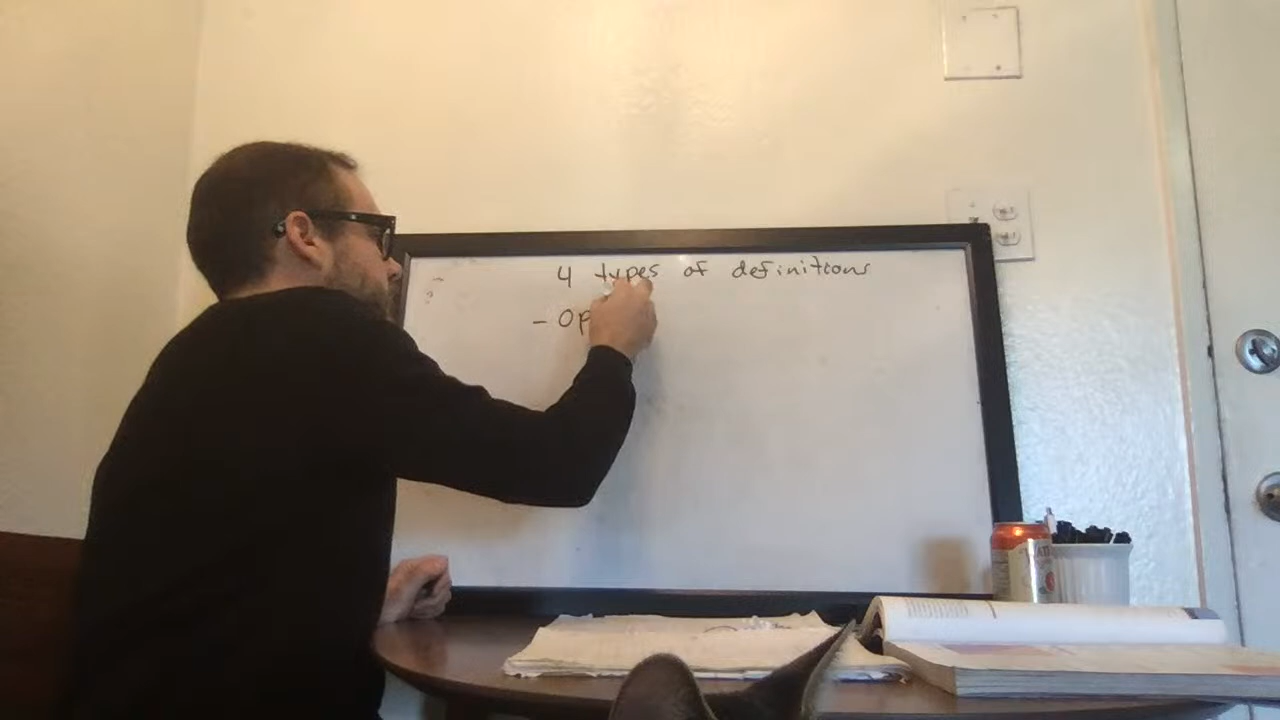 4 types of definitions
- Op